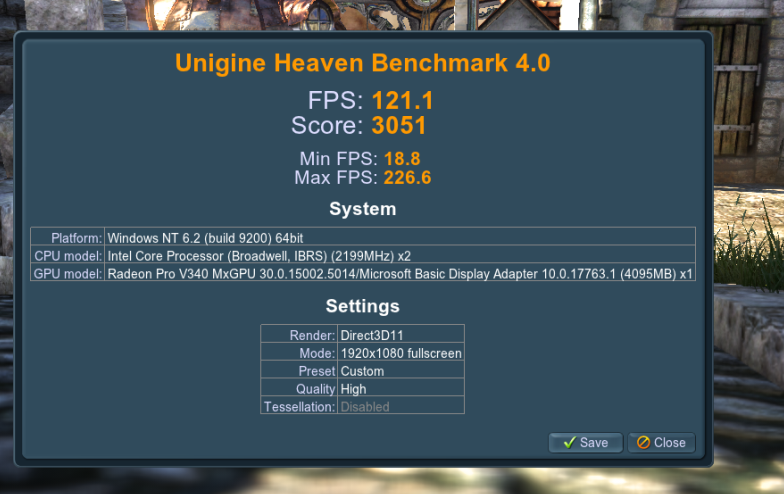 Unigine Heaven Benchmark 4.0
FPS: 121.1
Score: 3051
Min FPS: 18.8
Max FPS: 226.6
System
Platform: Windows NT 6.2 (build 9200) 64bit
CPU model: Intel Core Processor (Broadwell, IBRS) (2199MHz) x2
GPU model: Radeon Pro V340 MxGPU 30.0.15002.5014/Microsoft Basic Display Adapter 10.0.17763.1 (4095MB) x1
Settings
Render: Direct3D11
Mode: 1920x1080 fullscreen
Preset Custom
Quality High
Tessellation: Disabled
Save Close